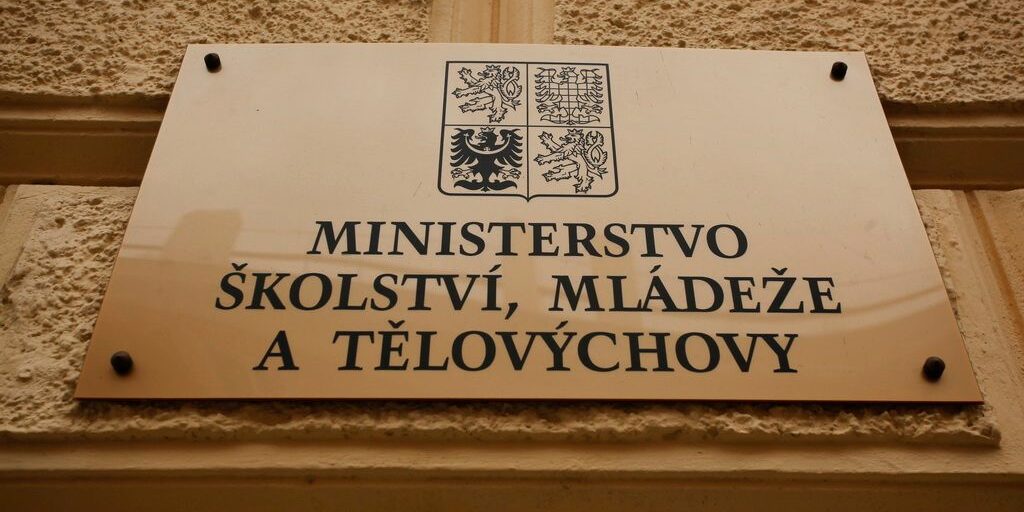 MINISTERSTVO
ŠKOLSTVÍ, MLÁDEŽE
A TĚLOVÝCHOVY